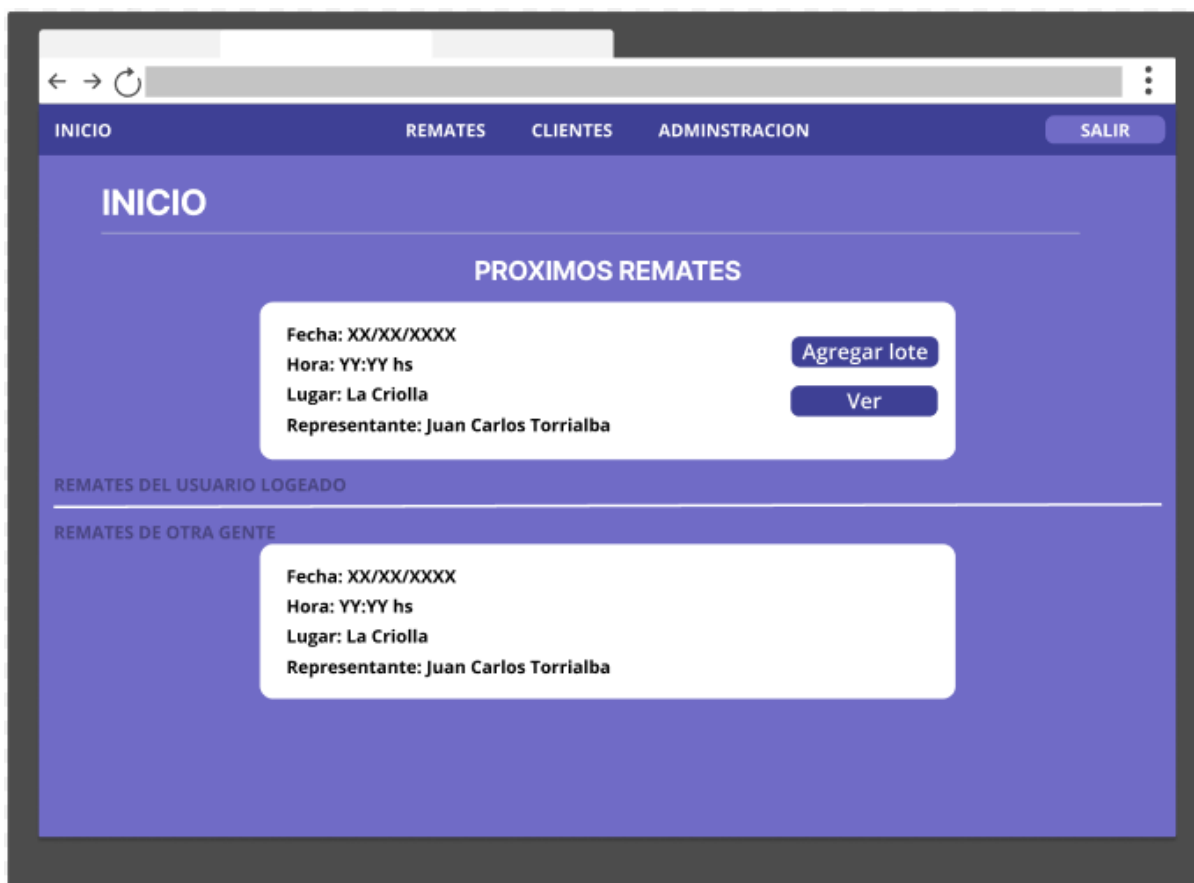 INICIO REMATES CLIENTES ADMINSTRACION SALIR
INICIO
PROXIMOS REMATES
Fecha: XX/XX/XXXX
Hora: YY:YY hs
Lugar: La Criolla
Representante: Juan Carlos Torrialba
Agregar lote
Ver
REMATES DEL USUARIO LOGEADO
REMATES DE OTRA GENTE
Fecha: XX/XX/XXXX
Hora: YY:YY hs
Lugar: La Criolla
Representante: Juan Carlos Torrialba